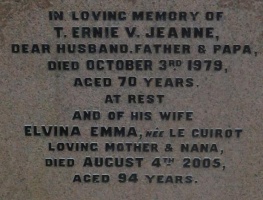 IN LOVING MEMORY OF
T. ERNIE V. JEANNE,
DEAR HUSBAND, FATHER & PAPA,
DIED OCTOBER 3RD 1979,
AGED 70 YEARS.
AT REST
AND OF HIS WIFE
ELVINA EMMA, NÉE LE CUIROT
LOVING MOTHER & NANA,
DIED AUGUST 4TH 2005,
AGED 94 YEARS.